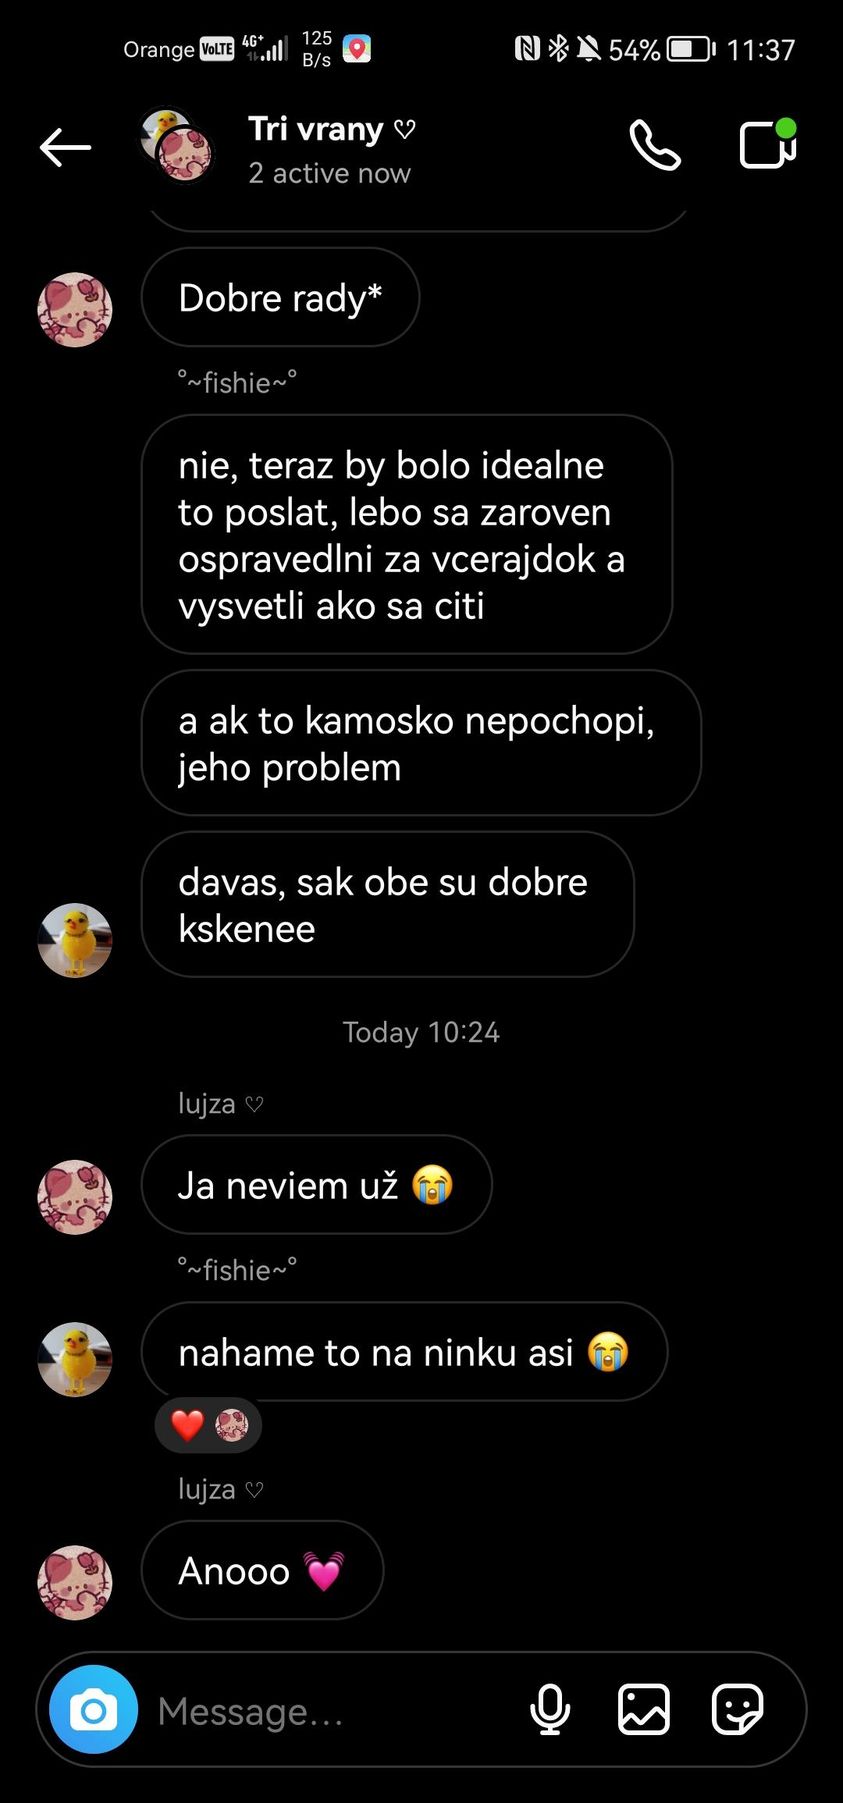 Orange VoLTE 4G+ 125 B/s 54% 11:37
Tri vrany ♡
2 active now
Dobre rady*
°~fishie~°
nie, teraz by bolo idealne
to poslat, lebo sa zaroven
ospravedlni za vcerajdok a
vysvetli ako sa citi
a ak to kamosko nepochopi,
jeho problem
davas, sak obe su dobre
kskenee
Today 10:24
lujza ♡
Ja neviem už 😭
°~fishie~°
nahame to na ninku asi 😭
lujza ♡
Anooo 💓
Message...